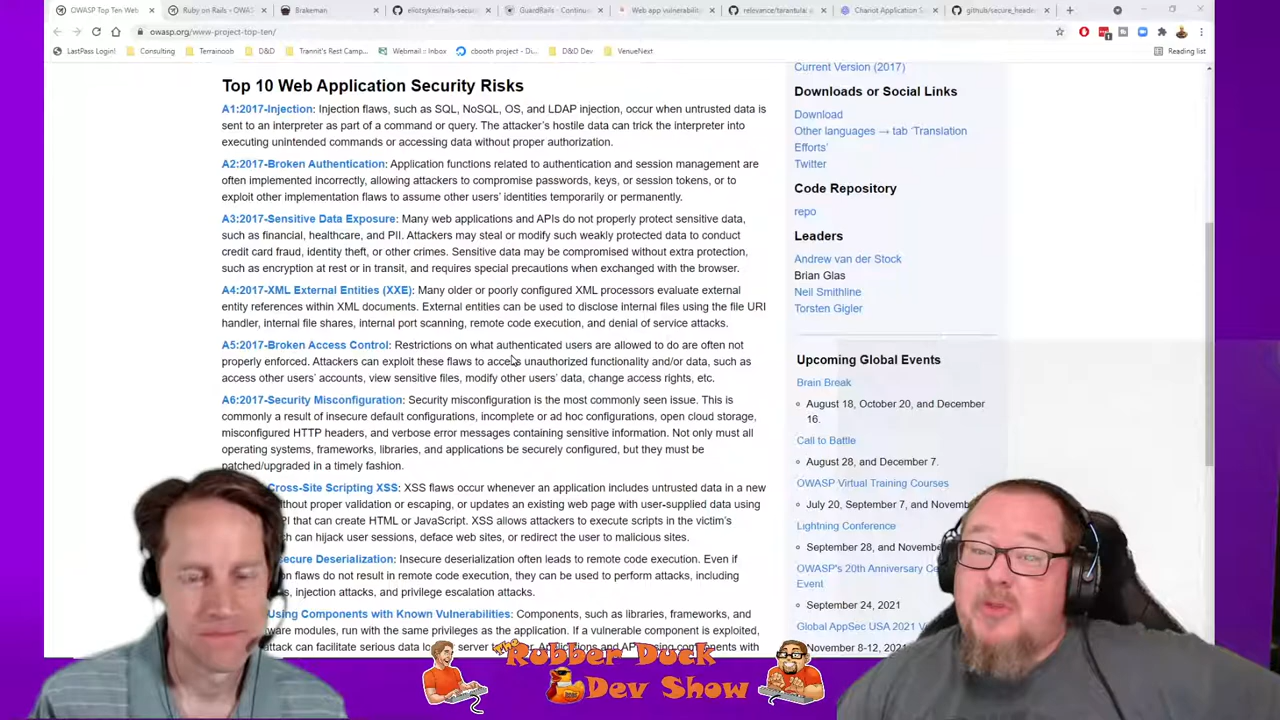 OWASP Top Ten Web
Ruby on Rails - OWAS
Brakeman
eliotsykes/rails-secur
GuardRails - Continuo
Web app vulnerabilit
relevance/tarantula:
Chariot Application S
github/secure_header
owasp.org/www-project-top-ten/
LastPass Login!
Consulting
Terrainoob
D&D
Trannit's Rest Camp...
Webmail :: Inbox
cbooth project - Di...
D&D Dev
VenueNext
Reading list
Top 10 Web Application Security Risks
A1:2017-Injection: Injection flaws, such as SQL, NoSQL, OS, and LDAP injection, occur when untrusted data is
sent to an interpreter as part of a command or query. The attacker's hostile data can trick the interpreter into
executing unintended commands or accessing data without proper authorization.
A2:2017-Broken Authentication: Application functions related to authentication and session management are
often implemented incorrectly, allowing attackers to compromise passwords, keys, or session tokens, or to
exploit other implementation flaws to assume other users' identities temporarily or permanently.
A3:2017-Sensitive Data Exposure: Many web applications and APIs do not properly protect sensitive data,
such as financial, healthcare, and PII. Attackers may steal or modify such weakly protected data to conduct
credit card fraud, identity theft, or other crimes. Sensitive data may be compromised without extra protection,
such as encryption at rest or in transit, and requires special precautions when exchanged with the browser.
A4:2017-XML External Entities (XXE): Many older or poorly configured XML processors evaluate external
entity references within XML documents. External entities can be used to disclose internal files using the file URI
handler, internal file shares, internal port scanning, remote code execution, and denial of service attacks.
A5:2017-Broken Access Control: Restrictions on what authenticated users are allowed to do are often not
properly enforced. Attackers can exploit these flaws to access unauthorized functionality and/or data, such as
access other users' accounts, view sensitive files, modify other users' data, change access rights, etc.
A6:2017-Security Misconfiguration: Security misconfiguration is the most commonly seen issue. This is
commonly a result of insecure default configurations, incomplete or ad hoc configurations, open cloud storage,
misconfigured HTTP headers, and verbose error messages containing sensitive information. Not only must all
operating systems, frameworks, libraries, and applications be securely configured, but they must be
patched/upgraded in a timely fashion.
Cross-Site Scripting XSS: XSS flaws occur whenever an application includes untrusted data in a new
without proper validation or escaping, or updates an existing web page with user-supplied data using
that can create HTML or JavaScript. XSS allows attackers to execute scripts in the victim's
can hijack user sessions, deface web sites, or redirect the user to malicious sites.
Deserialization: Insecure deserialization often leads to remote code execution. Even if
flaws do not result in remote code execution, they can be used to perform attacks, including
injection attacks, and privilege escalation attacks.
Using Components with Known Vulnerabilities: Components, such as libraries, frameworks, and
modules, run with the same privileges as the application. If a vulnerable component is exploited,
attack can facilitate serious data or server Applications and using components with
Current Version (2017)
Downloads or Social Links
Download
Other languages → tab 'Translation
Efforts'
Twitter
Code Repository
repo
Leaders
Andrew van der Stock
Brian Glas
Neil Smithline
Torsten Gigler
Upcoming Global Events
Brain Break
August 18, October 20, and December
16.
Call to Battle
August 28, and December 7.
OWASP Virtual Training Courses
July 20, September 7, and Novemb
Lightning Conference
September 28, and Novembe
OWASP's 20th Anniversary Ce
Event
September 24, 2021
Global AppSec USA 2021 V
November 8-12, 2021
The Rubber Duck
Dev Show